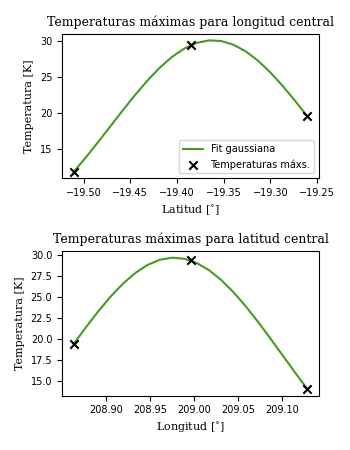 Temperaturas máximas para longitud central
30
25
20
15
Temperatura [K]
Fit gaussiana
Temperaturas máxs.
−19.50 −19.45 −19.40 −19.35 −19.30 −19.25
Latitud [°]
Temperaturas máximas para latitud central
30.0
27.5
25.0
22.5
20.0
17.5
15.0
Temperatura [K]
208.90 208.95 209.00 209.05 209.10
Longitud [°]